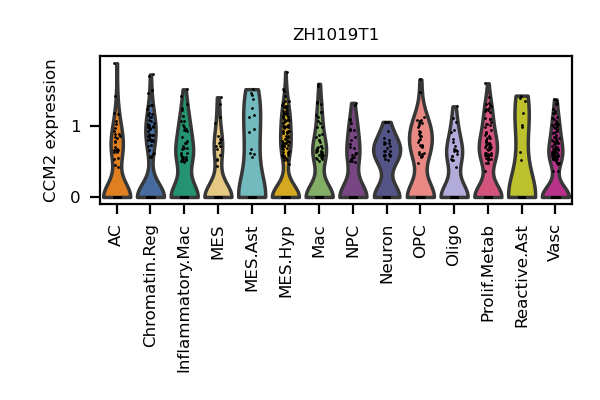 ZH1019T1
CCM2 expression
1
0
AC
Chromatin.Reg
Inflammatory.Mac
MES
MES.Ast
MES.Hyp
Mac
NPC
Neuron
OPC
Oligo
Prolif.Metab
Reactive.Ast
Vasc